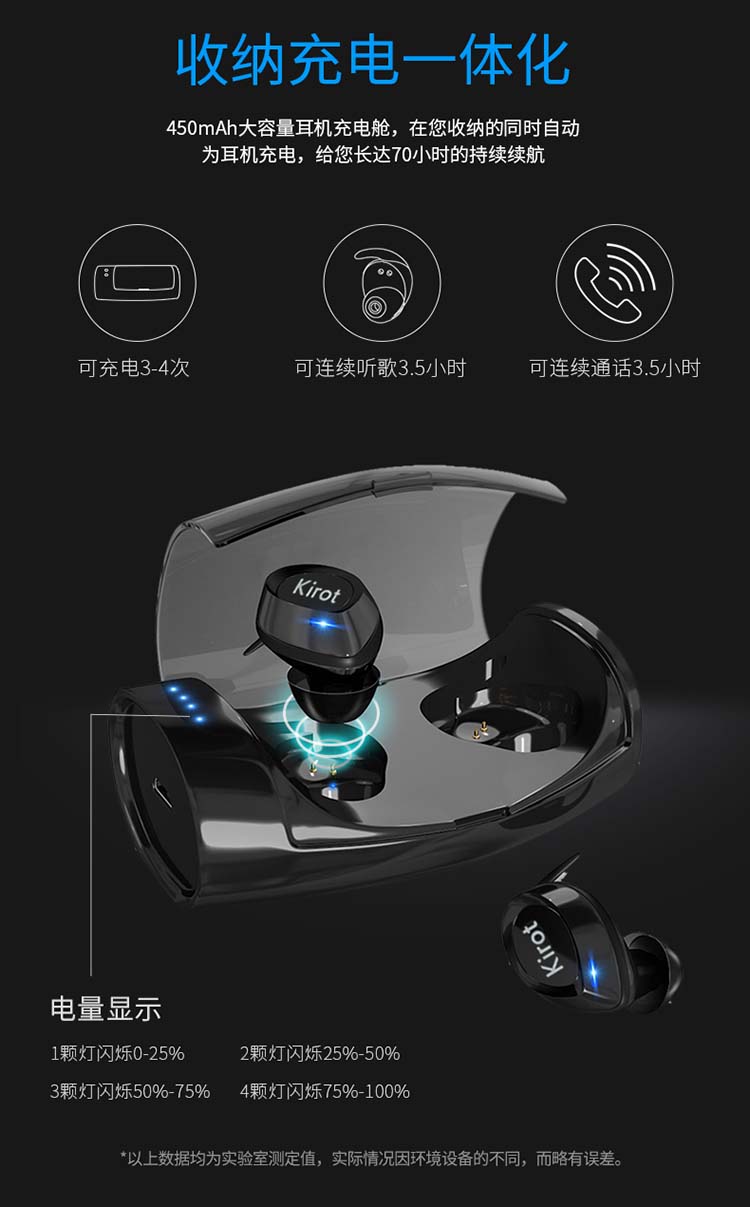 收纳充电一体化
450mAh大容量耳机充电舱，在您收纳的同时自动
为耳机充电，给您长达70小时的持续续航
可充电3-4次
可连续听歌3.5小时
可连续通话3.5小时
Kirot
Kirot
电量显示
1颗灯闪烁0-25%
2颗灯闪烁25%-50%
3颗灯闪烁50%-75%
4颗灯闪烁75%-100%
*以上数据均为实验室测定值，实际情况因环境设备的不同，而略有误差。